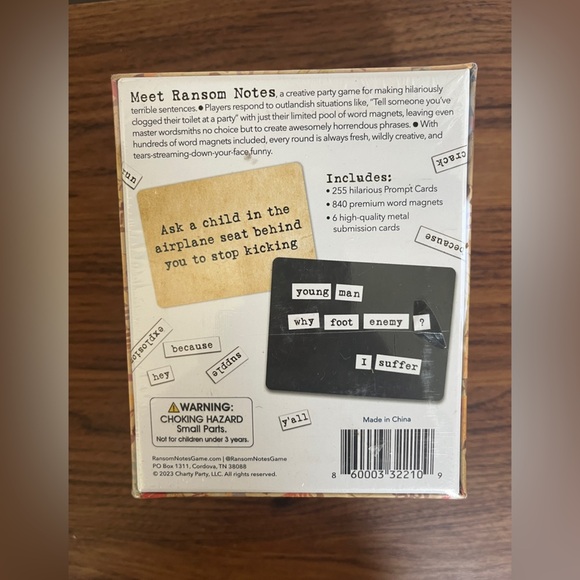 Meet Ransom Notes, a creative party game for making hilariously
terrible sentences. • Players respond to outlandish situations like, "Tell someone you've
clogged their toilet at a party" with just their limited pool of word magnets, leaving even
master wordsmiths no choice but to create awesomely horrendous phrases. • With
hundreds of word magnets included, every round is always fresh, wildly creative, and
tears-streaming-down-your-face funny.
crack
run
Includes:
• 255 hilarious Prompt Cards
• 840 premium word magnets
• 6 high-quality metal
submission cards
Ask a child in the
airplane seat behind
you to stop kicking
because
young man
why foot enemy ?
I suffer
because
hey
supple
y'all
⚠WARNING:
CHOKING HAZARD
Small Parts.
Not for children under 3 years.
Made in China
RansomNotesGame.com | @RansomNotesGame
PO Box 1311, Cordova, TN 38088
© 2023 Charty Party, LLC. All rights reserved.
8 60003 32210 9